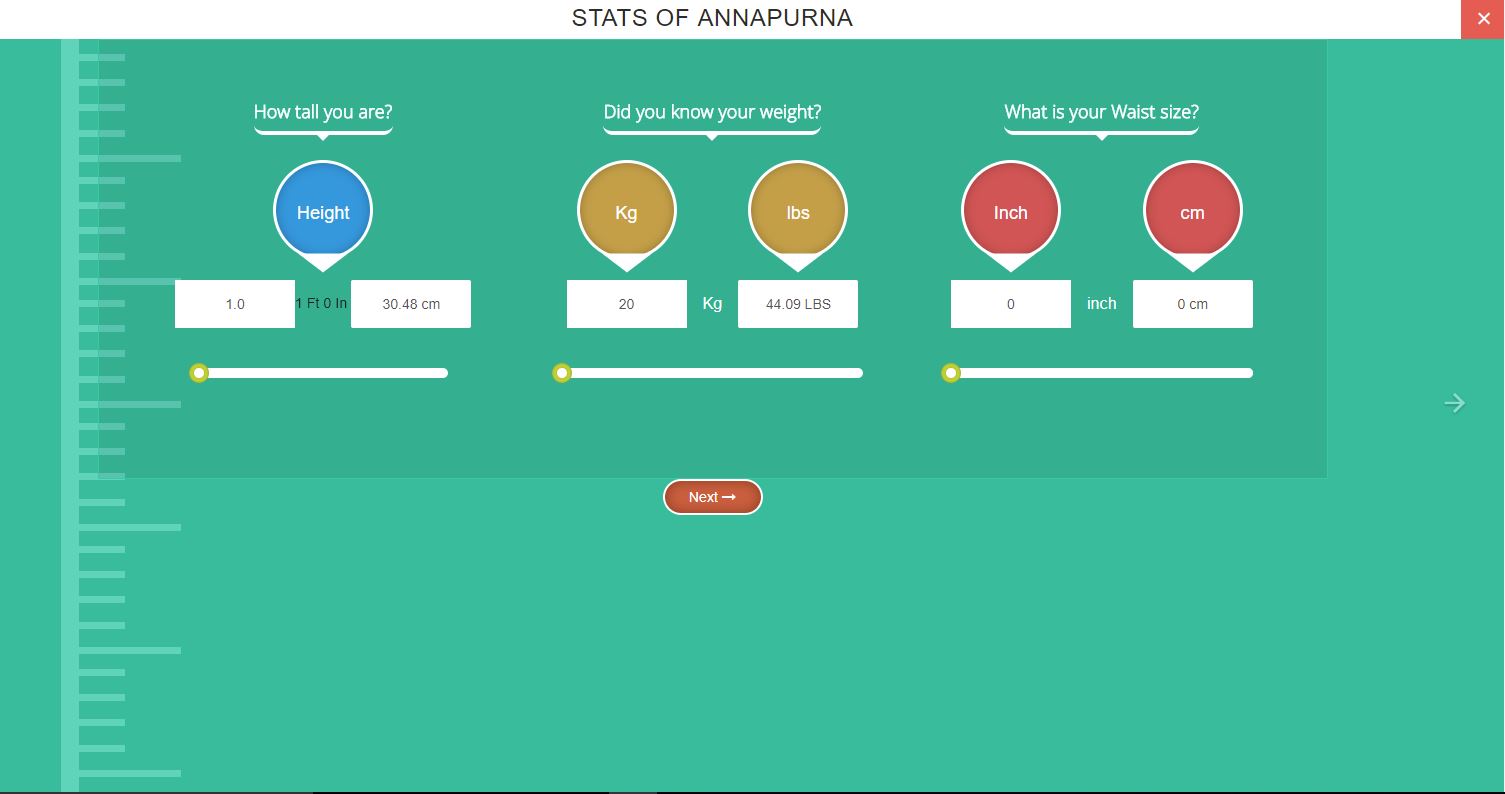 STATS OF ANNAPURNA
×
How tall you are?
Did you know your weight?
What is your Waist size?
Height
Kg
lbs
Inch
cm
1.0
1 Ft 0 In
30.48 cm
20
Kg
44.09 LBS
0
inch
0 cm
Next →